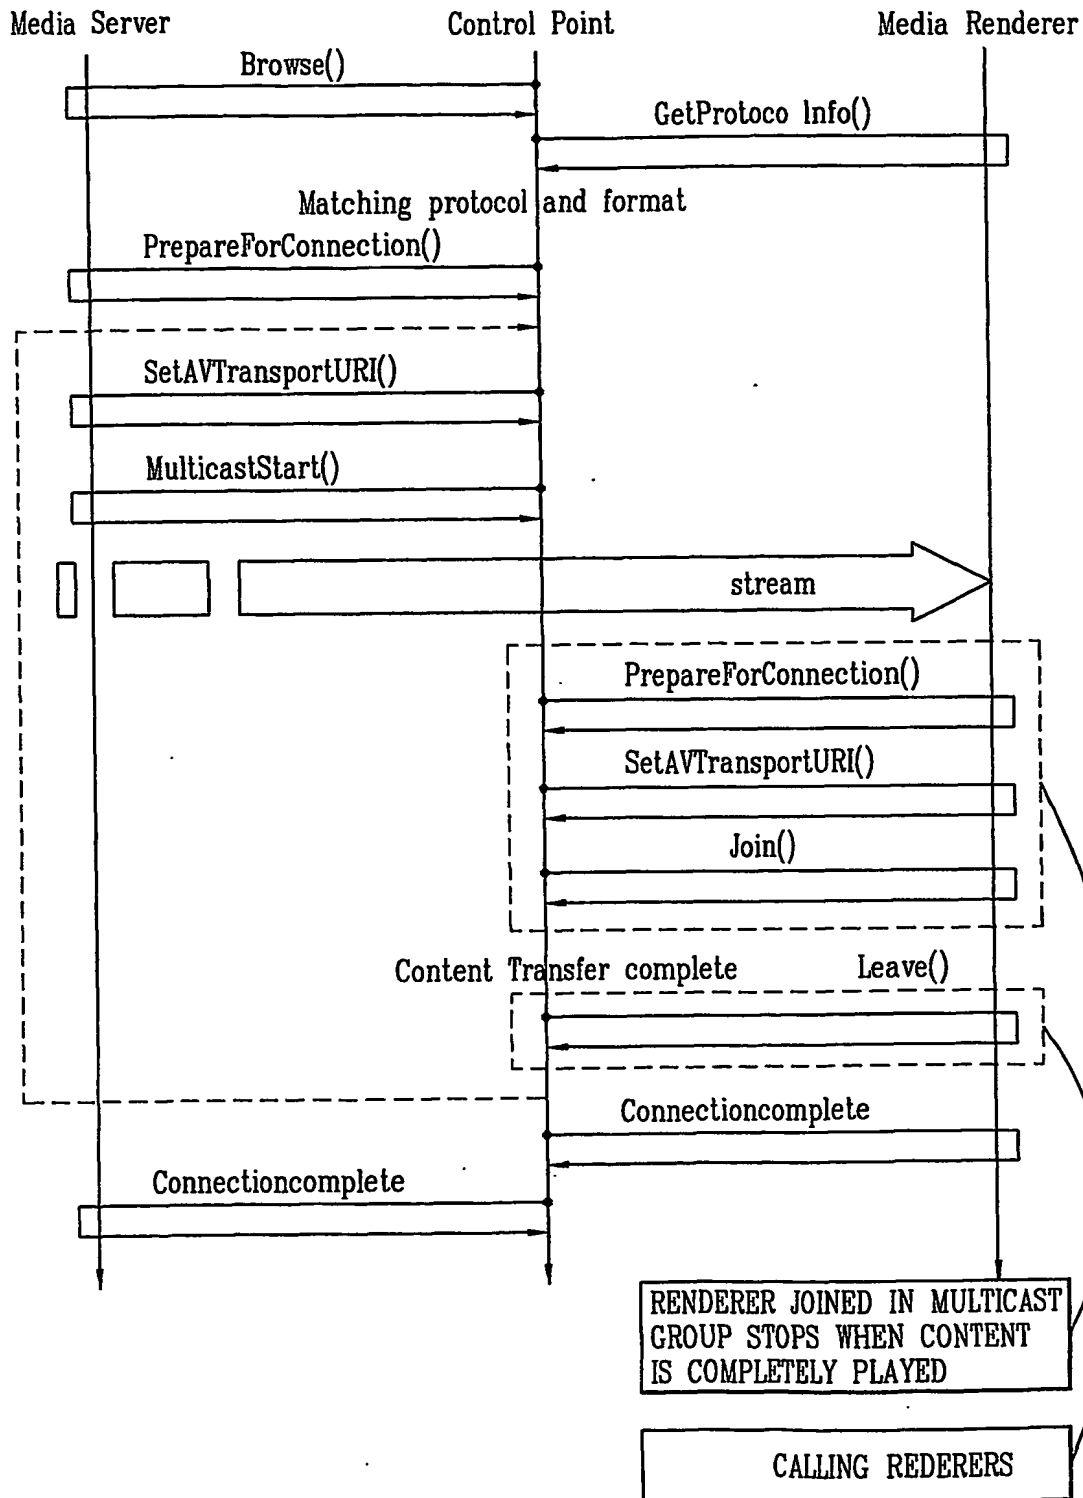 Media Server
Control Point
Media Renderer
Browse()
GetProtoco lnfo()
Matching protocol and format
PrepareForConnection()
SetAVTransportURI()
MulticastStart()
stream
PrepareForConnection()
SetAVTransportURI()
Join()
Content Transfer complete
Leave()
Connectioncomplete
Connectioncomplete
RENDERER JOINED IN MULTICAST
GROUP STOPS WHEN CONTENT
IS COMPLETELY PLAYED
CALLING REDERERS